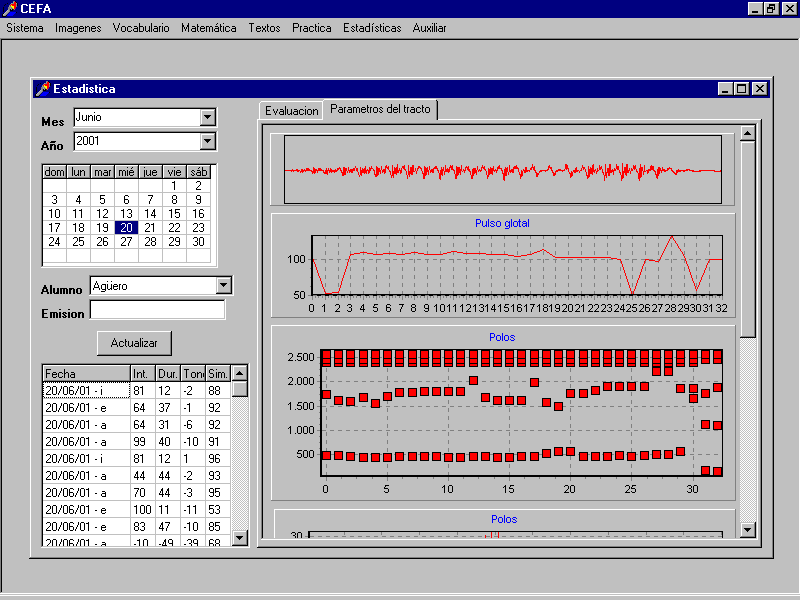 CEFA
Sistema Imagenes Vocabulario Matemática Textos Practica Estadísticas Auxiliar
Estadistica
Mes Junio
Año 2001
dom lun mar mié jue vie sáb
1 2
3 4 5 6 7 8 9
10 11 12 13 14 15 16
17 18 19 20 21 22 23
24 25 26 27 28 29 30
Alumno Agüero
Emision
Actualizar
Fecha Int. Dur. Tono Sim.
20/06/01 - i 81 12 -2 88
20/06/01 - e 64 37 -1 92
20/06/01 - a 64 31 -6 92
20/06/01 - a 99 40 -10 91
20/06/01 - i 81 12 1 96
20/06/01 - a 44 44 -2 93
20/06/01 - a 70 44 -3 95
20/06/01 - e 100 11 -11 53
20/06/01 - e 83 47 -10 85
20/06/01 - a -10 -49 -39 68
Evaluacion Parametros del tracto
Pulso glotal
100
50
0 1 2 3 4 5 6 7 8 9 10 11 12 13 14 15 16 17 18 19 20 21 22 23 24 25 26 27 28 29 30 31 32
Polos
2.500
2.000
1.500
1.000
500
0 5 10 15 20 25 30
Polos
30